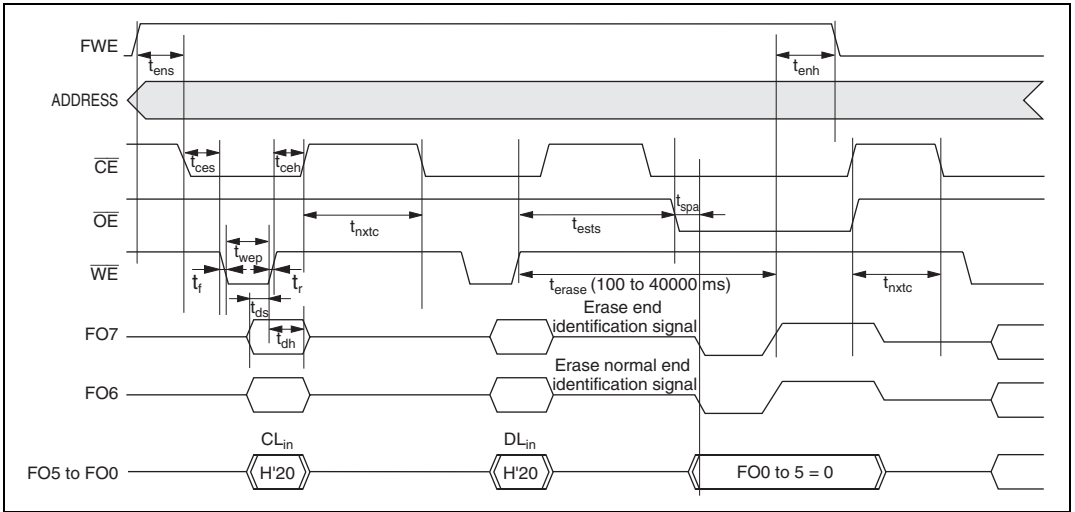 FWE
tens
tenh
ADDRESS
CE
tces
tceh
tnxtc
OE
tests
tspa
WE
twep
tf
tr
terase (100 to 40000 ms)
tnxtc
tds
tdh
FO7
Erase end
identification signal
FO6
Erase normal end
identification signal
CLin
DLin
FO5 to FO0
H'20
H'20
FO0 to 5 = 0